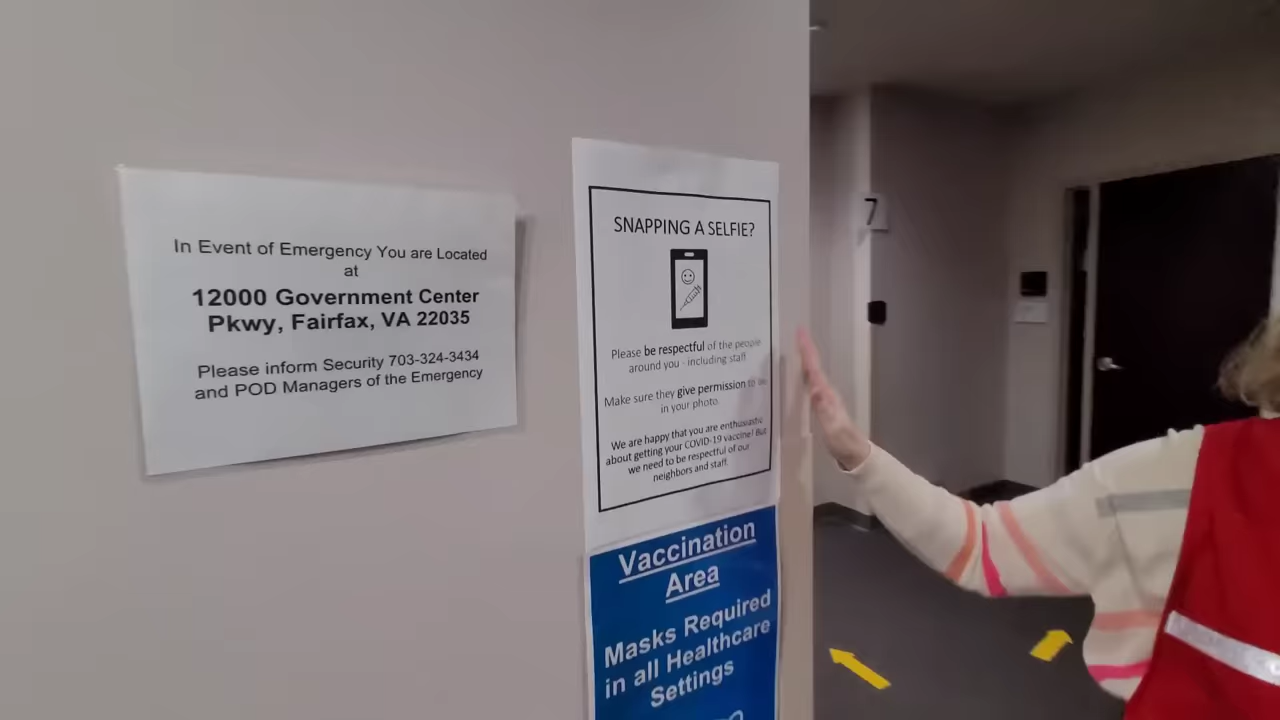 In Event of Emergency You are Located
at
12000 Government Center
Pkwy, Fairfax, VA 22035
Please inform Security 703-324-3434
and POD Managers of the Emergency
SNAPPING A SELFIE?
Please be respectful of the people
around you - including staff
Make sure they give permission to be
in your photo.
We are happy that you are enthusiastic
about getting your COVID-19 vaccine! But
we need to be respectful of our
neighbors and staff.
Vaccination
Area
Masks Required
in all Healthcare
Settings
7